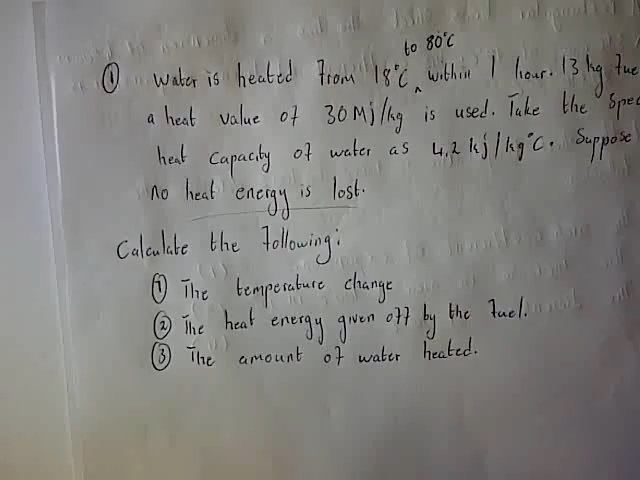 to 80°C
① Water is heated from 18°C ^ within 1 hour. 13 kg fue
a heat value of 30 Mj/kg is used. Take the spec
heat capacity of water as 4,2 kj/kg°C. Suppose
no heat energy is lost.
Calculate the following:
① The temperature change
② The heat energy given off by the fuel.
③ The amount of water heated.